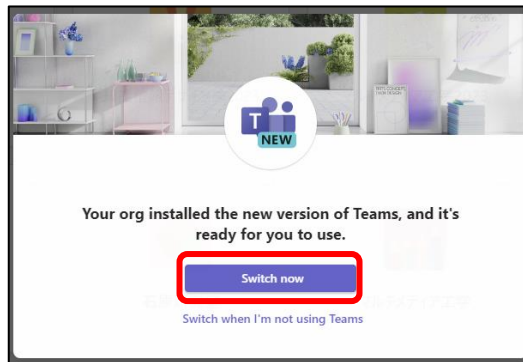 T
NEW
Your org installed the new version of Teams, and it's
ready for you to use.
Switch now
Switch when I'm not using Teams